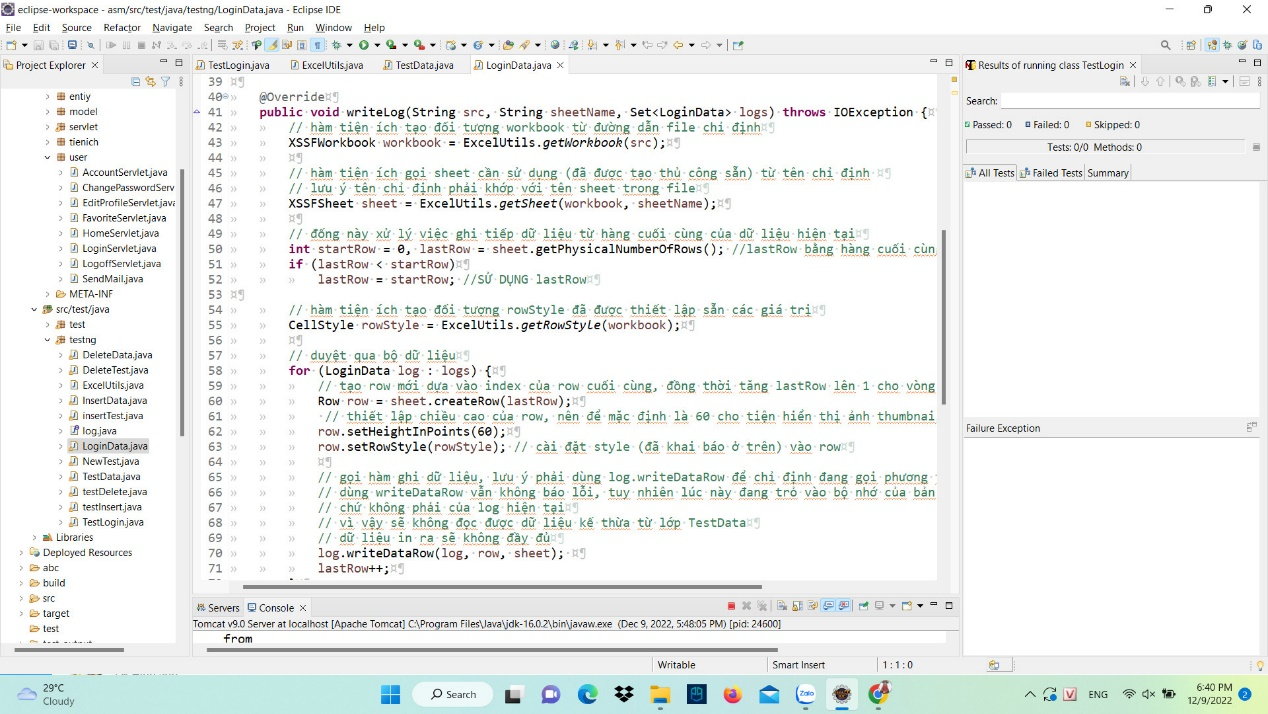 eclipse-workspace - asm/src/test/java/testng/LoginData.java - Eclipse IDE
File Edit Source Refactor Navigate Search Project Run Window Help
Project Explorer
entiy
model
servlet
tienich
user
AccountServlet.java
ChangePasswordServ
EditProfileServlet.java
FavoriteServlet.java
HomeServlet.java
LoginServlet.java
LogoffServlet.java
SendMail.java
META-INF
src/test/java
test
testng
DeleteData.java
DeleteTest.java
ExcelUtils.java
InsertData.java
insertTest.java
log.java
LoginData.java
NewTest.java
TestData.java
testDelete.java
testInsert.java
TestLogin.java
Libraries
Deployed Resources
abc
build
src
target
test
TestLogin.java ExcelUtils.java TestData.java LoginData.java
39
40 @Override
41 public void writeLog(String src, String sheetName, Set<LoginData> logs) throws IOException {
42 // hàm tiện ích tạo đối tượng workbook từ đường dẫn file chỉ định
43 XSSFWorkbook workbook = ExcelUtils.getWorkbook(src);
44
45 // hàm tiện ích gọi sheet cần sử dụng (đã được tạo thủ công sẵn) từ tên chỉ định
46 // lưu ý tên chỉ định phải khớp với tên sheet trong file
47 XSSFSheet sheet = ExcelUtils.getSheet(workbook, sheetName);
48
49 // đống này xử lý việc ghi tiếp dữ liệu từ hàng cuối cùng của dữ liệu hiện tại
50 int startRow = 0, lastRow = sheet.getPhysicalNumberOfRows(); //lastRow bằng hàng cuối cùn
51 if (lastRow < startRow)
52 lastRow = startRow; //SỬ DỤNG lastRow
53
54 // hàm tiện ích tạo đối tượng rowStyle đã được thiết lập sẵn các giá trị
55 CellStyle rowStyle = ExcelUtils.getRowStyle(workbook);
56
57 // duyệt qua bộ dữ liệu
58 for (LoginData log : logs) {
59 // tạo row mới dựa vào index của row cuối cùng, đồng thời tăng lastRow lên 1 cho vòng
60 Row row = sheet.createRow(lastRow);
61 // thiết lập chiều cao của row, nên để mặc định là 60 cho tiện hiển thị ảnh thumbnai
62 row.setHeightInPoints(60);
63 row.setRowStyle(rowStyle); // cài đặt style (đã khai báo ở trên) vào row
64
65 // gọi hàm ghi dữ liệu, lưu ý phải dùng log.writeDataRow để chỉ định đang gọi phương
66 // dùng writeDataRow vẫn không báo lỗi, tuy nhiên lúc này đang trỏ vào bộ nhớ của bản
67 // chứ không phải của log hiện tại
68 // vì vậy sẽ không đọc được dữ liệu kế thừa từ lớp TestData
69 // dữ liệu in ra sẽ không đầy đủ
70 log.writeDataRow(log, row, sheet);
71 lastRow++;
Servers Console
Tomcat v9.0 Server at localhost [Apache Tomcat] C:\Program Files\Java\jdk-16.0.2\bin\javaw.exe (Dec 9, 2022, 5:48:05 PM) [pid: 24600]
from
Results of running class TestLogin
Search:
Passed: 0 Failed: 0 Skipped: 0
Tests: 0/0 Methods: 0
All Tests Failed Tests Summary
Failure Exception
Writable Smart Insert 1 : 1 : 0
29°C
Cloudy
Search
Zalo
ENG
6:40 PM
12/9/2022
2